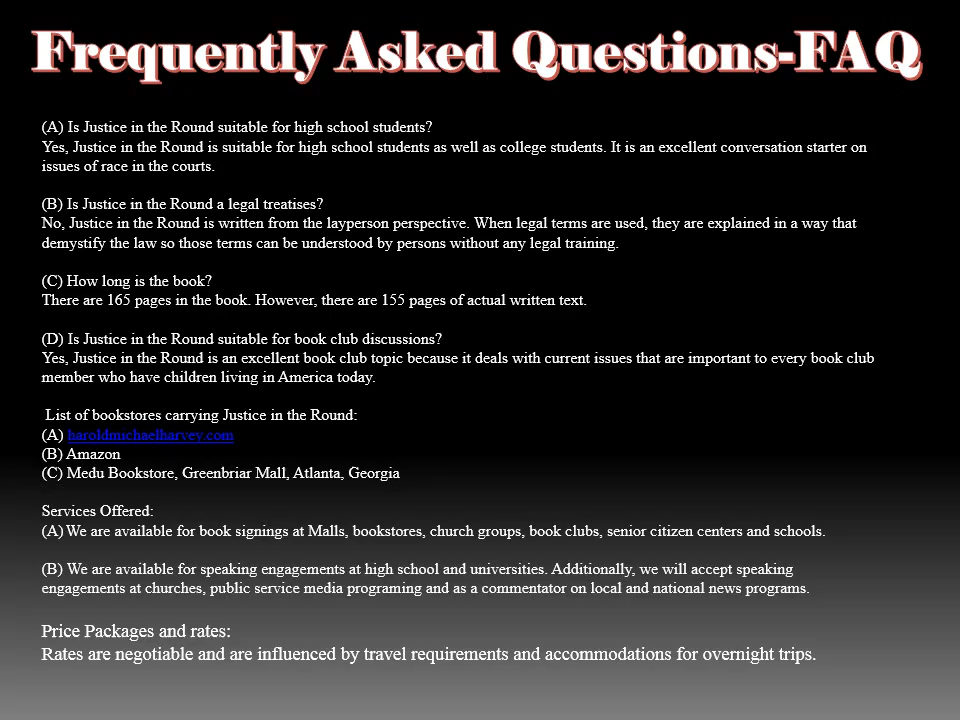 Frequently Asked Questions-FAQ
(A) Is Justice in the Round suitable for high school students?
Yes, Justice in the Round is suitable for high school students as well as college students. It is an excellent conversation starter on
issues of race in the courts.
(B) Is Justice in the Round a legal treatises?
No, Justice in the Round is written from the layperson perspective. When legal terms are used, they are explained in a way that
demystify the law so those terms can be understood by persons without any legal training.
(C) How long is the book?
There are 165 pages in the book. However, there are 155 pages of actual written text.
(D) Is Justice in the Round suitable for book club discussions?
Yes, Justice in the Round is an excellent book club topic because it deals with current issues that are important to every book club
member who have children living in America today.
List of bookstores carrying Justice in the Round:
(A) haroldmichaelharvey.com
(B) Amazon
(C) Medu Bookstore, Greenbriar Mall, Atlanta, Georgia
Services Offered:
(A) We are available for book signings at Malls, bookstores, church groups, book clubs, senior citizen centers and schools.
(B) We are available for speaking engagements at high school and universities. Additionally, we will accept speaking
engagements at churches, public service media programing and as a commentator on local and national news programs.
Price Packages and rates:
Rates are negotiable and are influenced by travel requirements and accommodations for overnight trips.